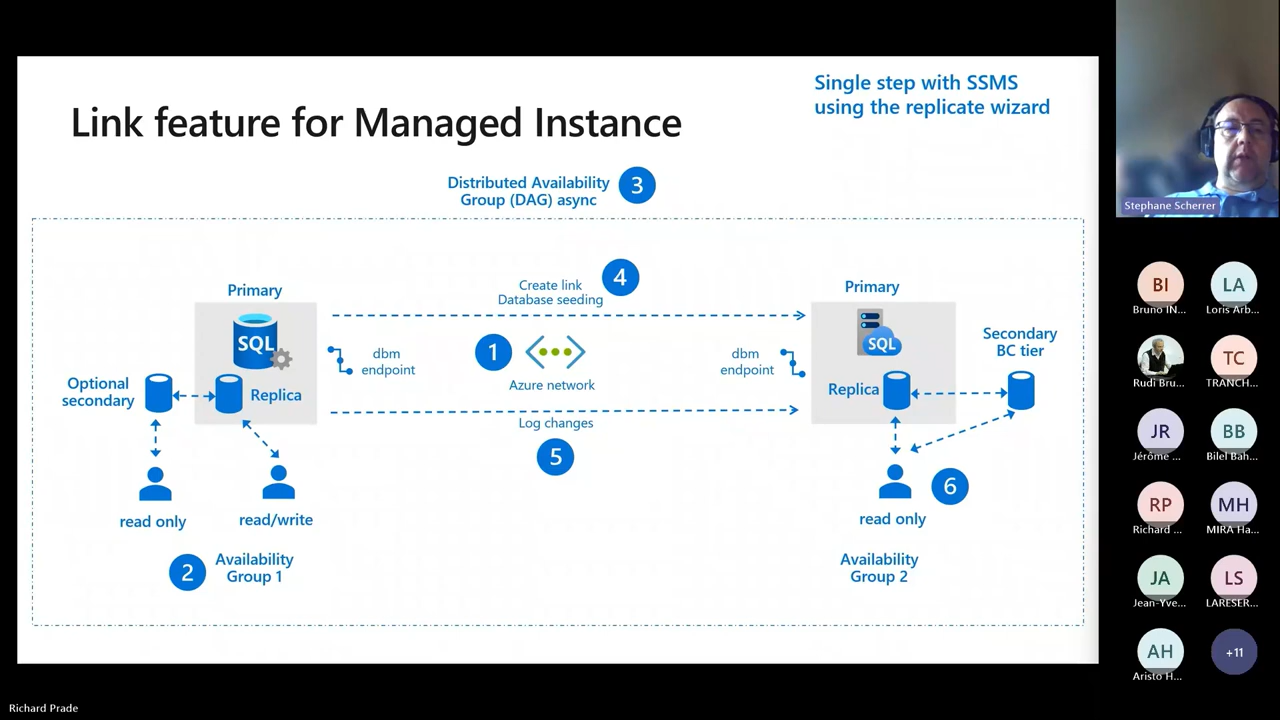 Single step with SSMS
using the replicate wizard
Link feature for Managed Instance
Distributed Availability
Group (DAG) async
3
Primary
Create link
Database seeding
4
Primary
SQL
dbm
endpoint
1
Azure network
dbm
endpoint
SQL
Secondary
BC tier
Optional
secondary
Replica
Replica
Log changes
5
read only
read/write
read only
6
2
Availability
Group 1
Availability
Group 2
Stephane Scherrer
BI
Bruno IN...
LA
Loris Arb...
Rudi Bru...
TC
TRANCH...
JR
Jérôme ...
BB
Bilel Bah...
RP
Richard ...
MH
MIRA Ha...
JA
Jean-Yve...
LS
LARESER...
AH
Aristo H...
+11
Richard Prade